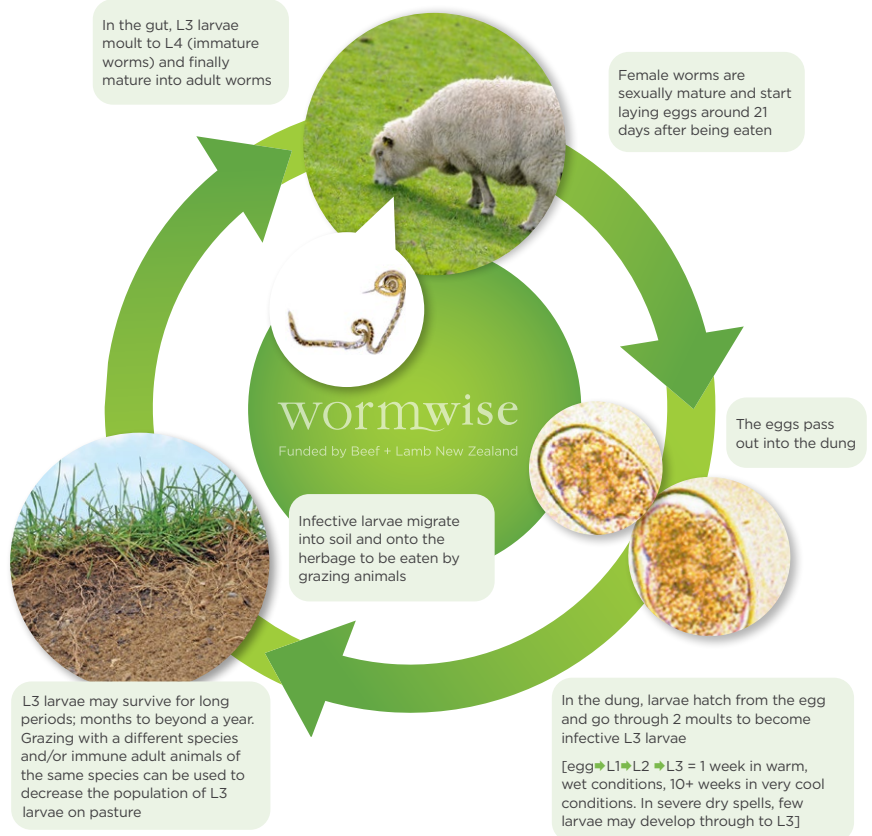 In the gut, L3 larvae
moult to L4 (immature
worms) and finally
mature into adult worms
Female worms are
sexually mature and start
laying eggs around 21
days after being eaten
wormwise
Funded by Beef + Lamb New Zealand
The eggs pass
out into the dung
Infective larvae migrate
into soil and onto the
herbage to be eaten by
grazing animals
L3 larvae may survive for long
periods; months to beyond a year.
Grazing with a different species
and/or immune adult animals of
the same species can be used to
decrease the population of L3
larvae on pasture
In the dung, larvae hatch from the egg
and go through 2 moults to become
infective L3 larvae
[egg➡L1➡L2 ➡L3 = 1 week in warm,
wet conditions, 10+ weeks in very cool
conditions. In severe dry spells, few
larvae may develop through to L3]